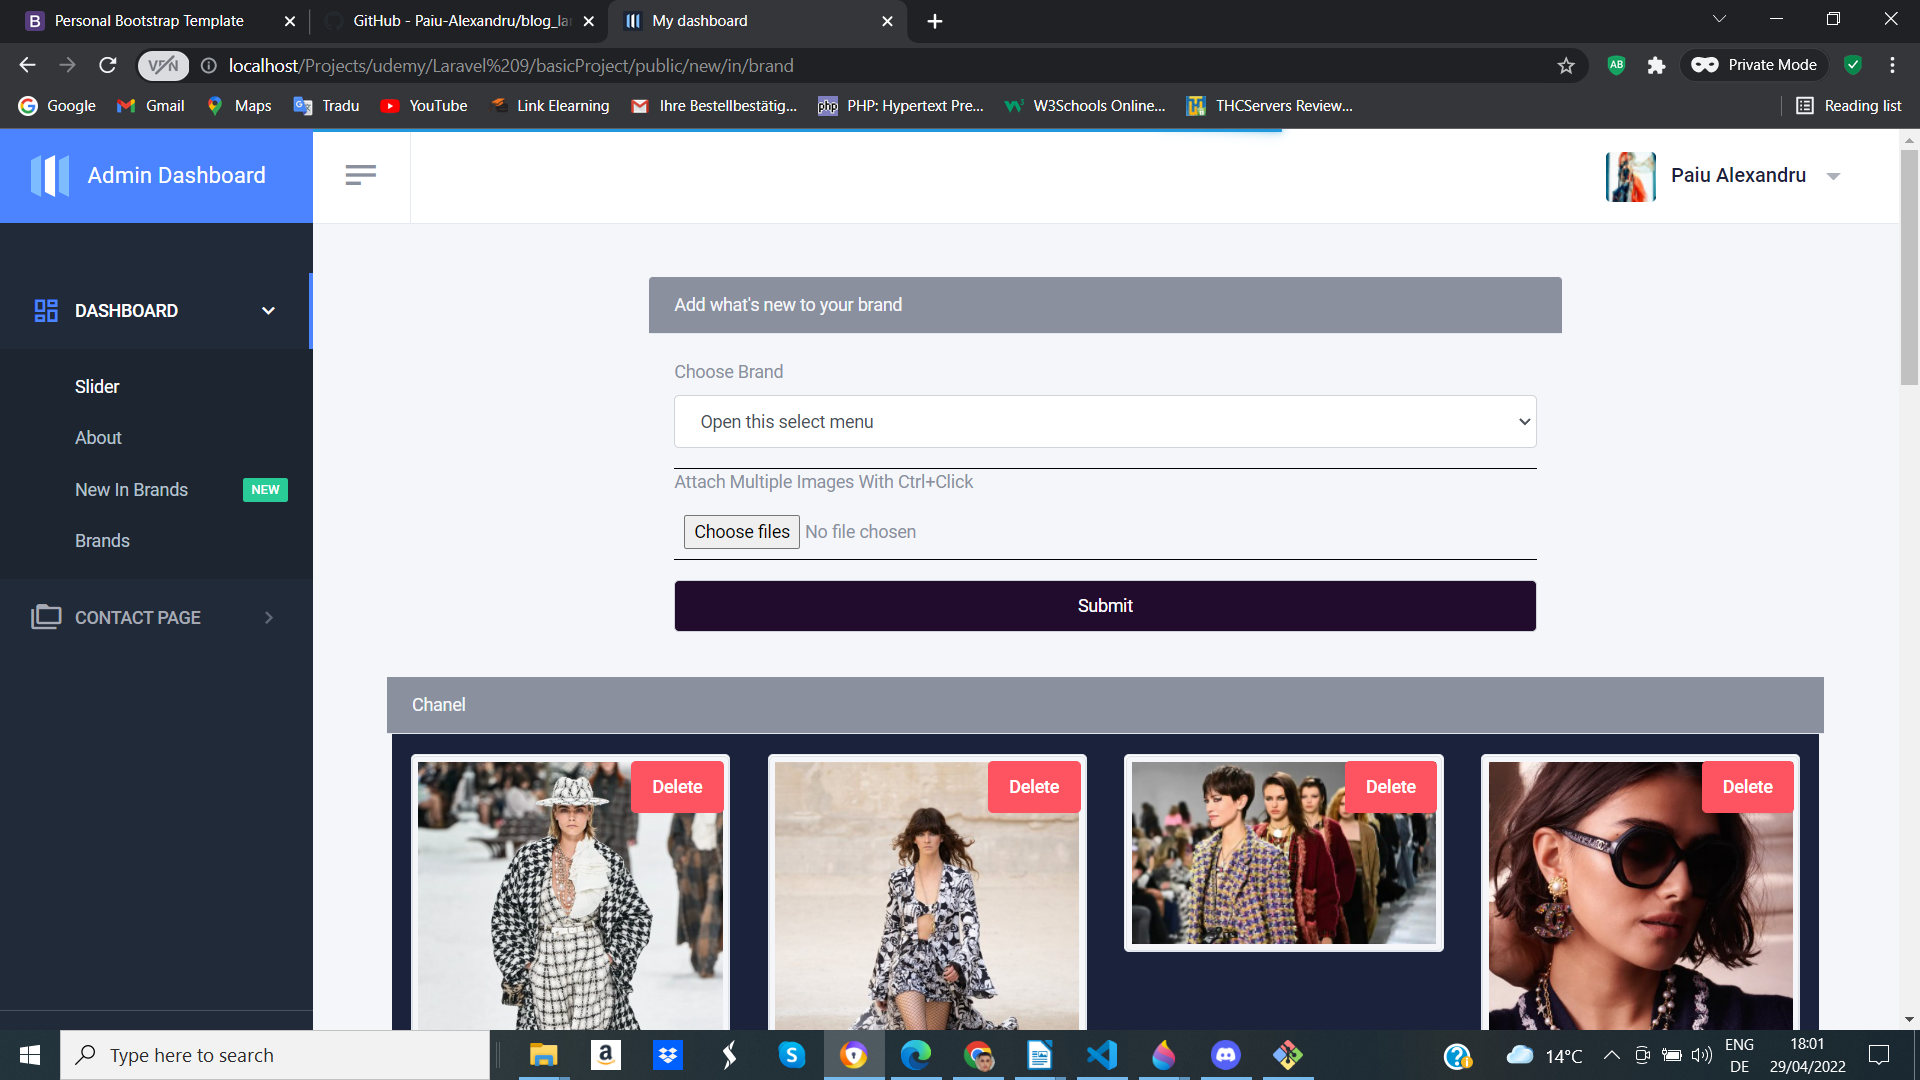 Personal Bootstrap Template
GitHub - Paiu-Alexandru/blog_la
My dashboard
VPN
localhost/Projects/udemy/Laravel%209/basicProject/public/new/in/brand
Private Mode
Google
Gmail
Maps
Tradu
YouTube
Link Elearning
Ihre Bestellbestätig...
PHP: Hypertext Pre...
W3Schools Online...
THCServers Review...
Reading list
Admin Dashboard
Paiu Alexandru
DASHBOARD
Slider
About
New In Brands NEW
Brands
CONTACT PAGE
Add what's new to your brand
Choose Brand
Open this select menu
Attach Multiple Images With Ctrl+Click
Choose files No file chosen
Submit
Chanel
Delete
Delete
Delete
Delete
Type here to search
14°C
ENG
DE
18:01
29/04/2022